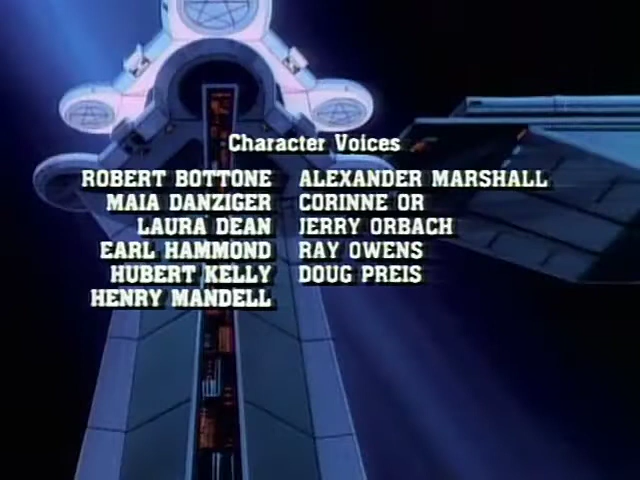 Character Voices
ROBERT BOTTONE ALEXANDER MARSHALL
MAIA DANZIGER CORINNE OR
LAURA DEAN JERRY ORBACH
EARL HAMMOND RAY OWENS
HUBERT KELLY DOUG PREIS
HENRY MANDELL